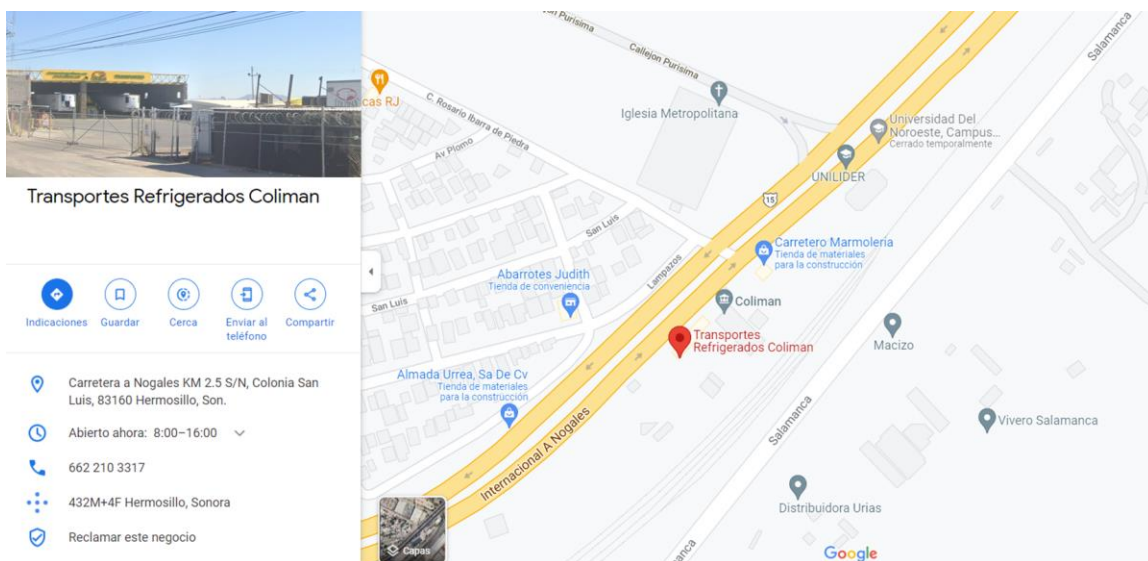 Transportes Refrigerados Coliman
Indicaciones
Guardar
Cerca
Enviar al
teléfono
Compartir
Carretera a Nogales KM 2.5 S/N, Colonia San
Luis, 83160 Hermosillo, Son.
Abierto ahora: 8:00–16:00
662 210 3317
432M+4F Hermosillo, Sonora
Reclamar este negocio
an Purisima
Callejon Purisima
Salamanca
cas RJ
C. Rosario Ibarra de Piedra
Iglesia Metropolitana
Universidad Del
Noroeste, Campus...
Cerrado temporalmente
Av Plomo
UNILIDER
15
San Luis
Carretero Marmolería
Tienda de materiales
para la construcción
Lampazos
Abarrotes Judith
Tienda de conveniencia
San Luis
Coliman
Transportes
Refrigerados Coliman
Macizo
Almada Urrea, Sa De Cv
Tienda de materiales
para la construcción
Internacional A Nogales
Salamanca
Vivero Salamanca
Distribuidora Urias
Capas
Google
anca